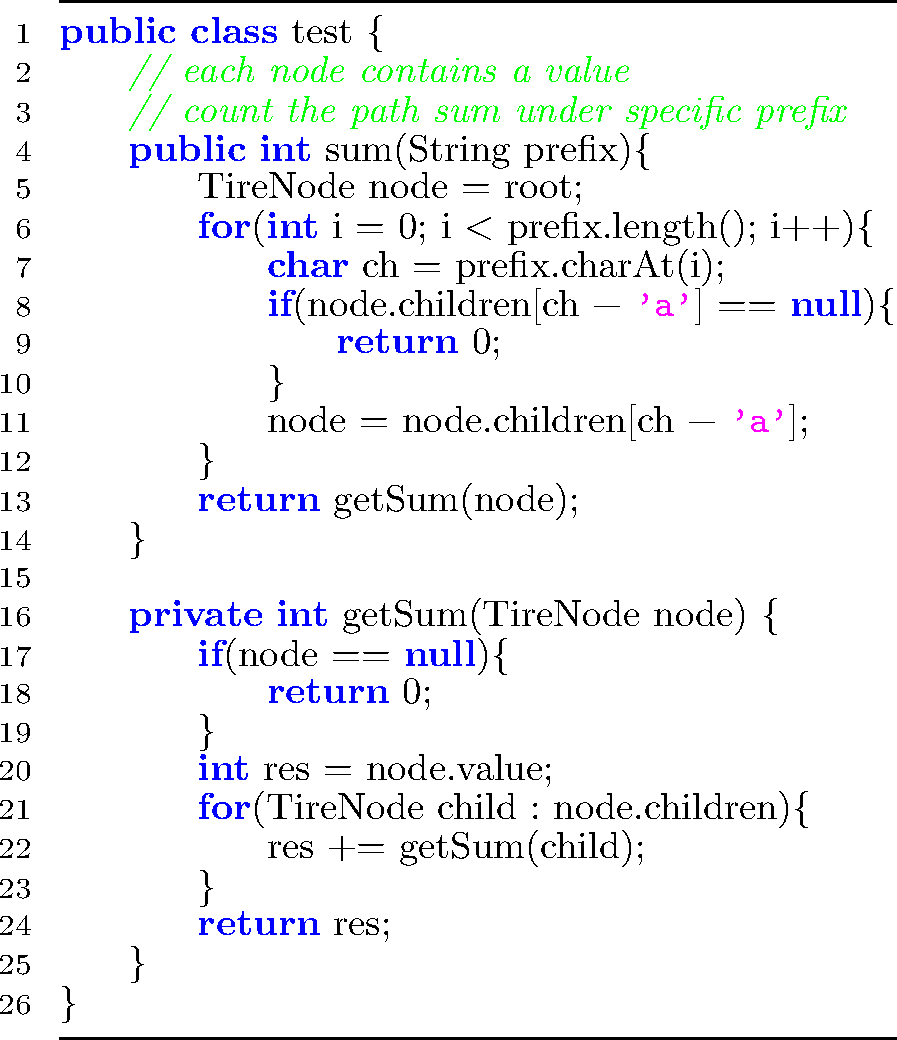 1 public class test {
2 // each node contains a value
3 // count the path sum under specific prefix
4 public int sum(String prefix){
5 TireNode node = root;
6 for(int i = 0; i < prefix.length(); i++){
7 char ch = prefix.charAt(i);
8 if(node.children[ch − 'a'] == null){
9 return 0;
10 }
11 node = node.children[ch − 'a'];
12 }
13 return getSum(node);
14 }
15
16 private int getSum(TireNode node) {
17 if(node == null){
18 return 0;
19 }
20 int res = node.value;
21 for(TireNode child : node.children){
22 res += getSum(child);
23 }
24 return res;
25 }
26 }